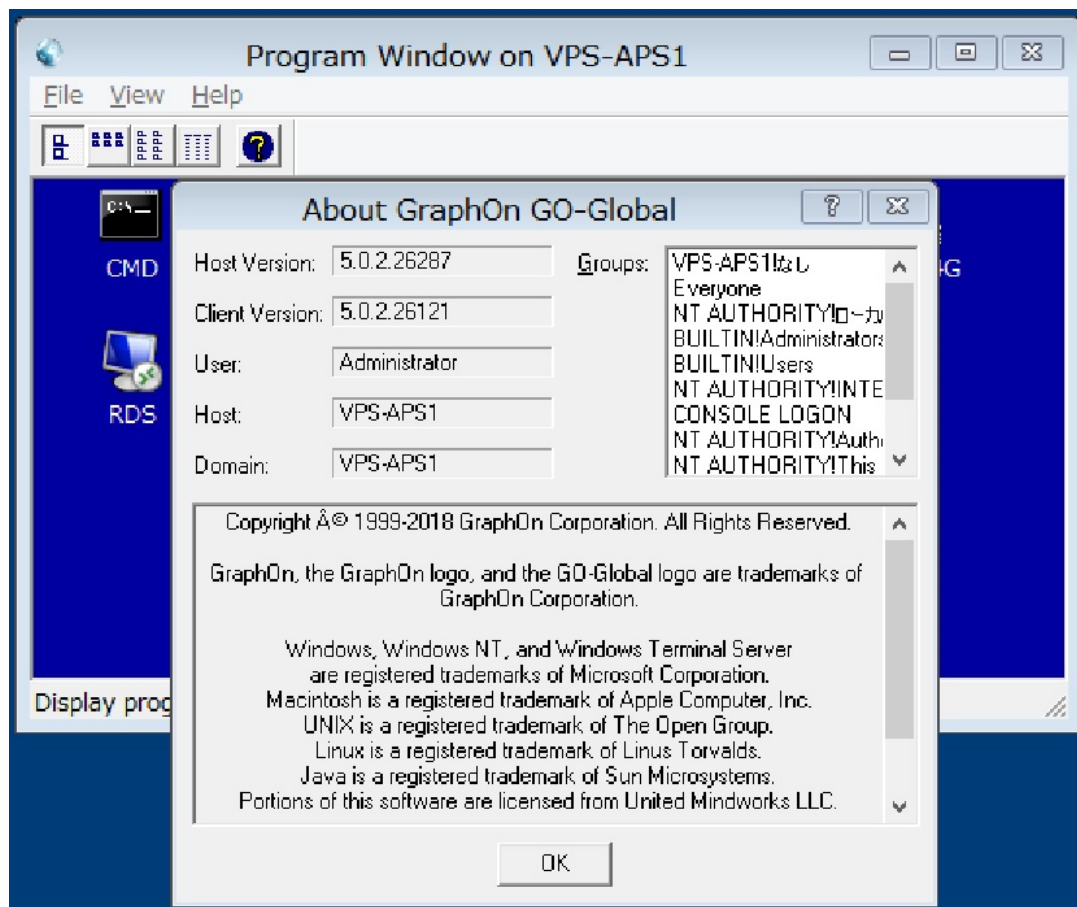 Program Window on VPS-APS1
File View Help
C:\
CMD
RDS
4G
Display prog
About GraphOn GO-Global
Host Version: 5.0.2.26287
Client Version: 5.0.2.26121
User: Administrator
Host: VPS-APS1
Domain: VPS-APS1
Groups:
VPS-APS1!なし
Everyone
NT AUTHORITY!ローカ
BUILTIN!Administrators
BUILTIN!Users
NT AUTHORITY!INTE
CONSOLE LOGON
NT AUTHORITY!Auth
NT AUTHORITY!This
Copyright Â© 1999-2018 GraphOn Corporation. All Rights Reserved.
GraphOn, the GraphOn logo, and the GO-Global logo are trademarks of
GraphOn Corporation.
Windows, Windows NT, and Windows Terminal Server
are registered trademarks of Microsoft Corporation.
Macintosh is a registered trademark of Apple Computer, Inc.
UNIX is a registered trademark of The Open Group.
Linux is a registered trademark of Linus Torvalds.
Java is a registered trademark of Sun Microsystems.
Portions of this software are licensed from United Mindworks LLC.
OK